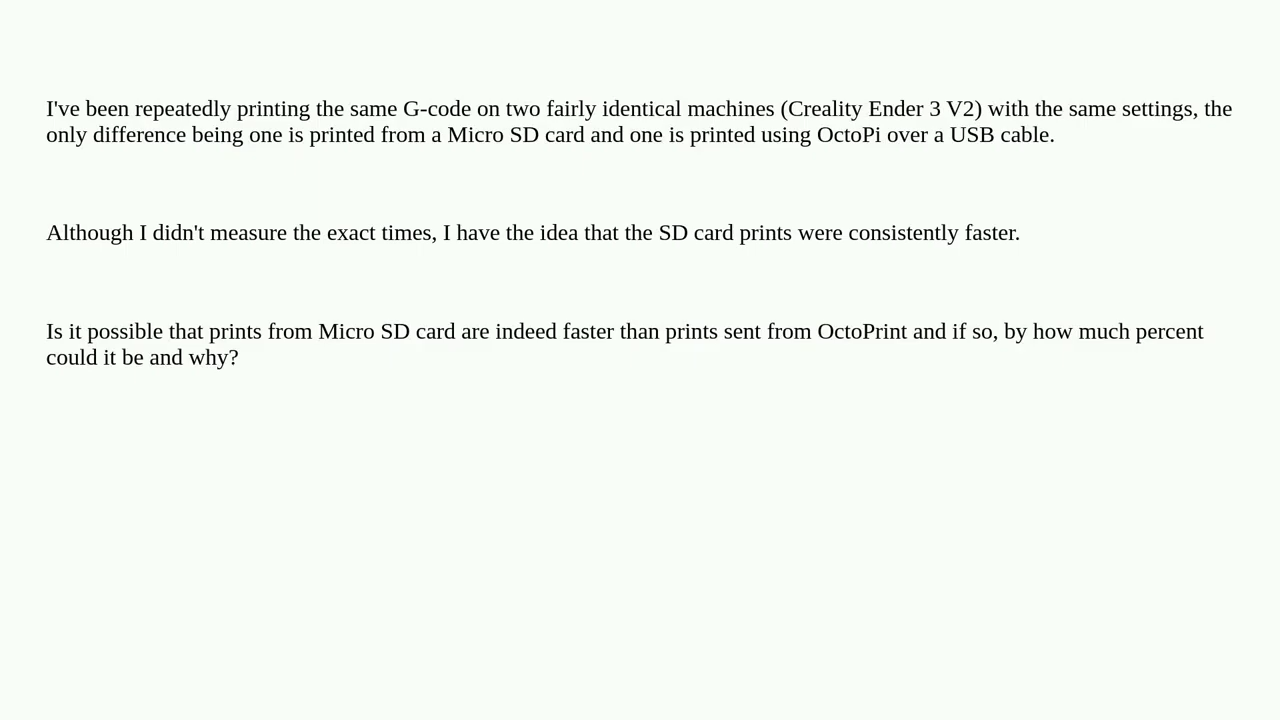 I've been repeatedly printing the same G-code on two fairly identical machines (Creality Ender 3 V2) with the same settings, the
only difference being one is printed from a Micro SD card and one is printed using OctoPi over a USB cable.
Although I didn't measure the exact times, I have the idea that the SD card prints were consistently faster.
Is it possible that prints from Micro SD card are indeed faster than prints sent from OctoPrint and if so, by how much percent
could it be and why?